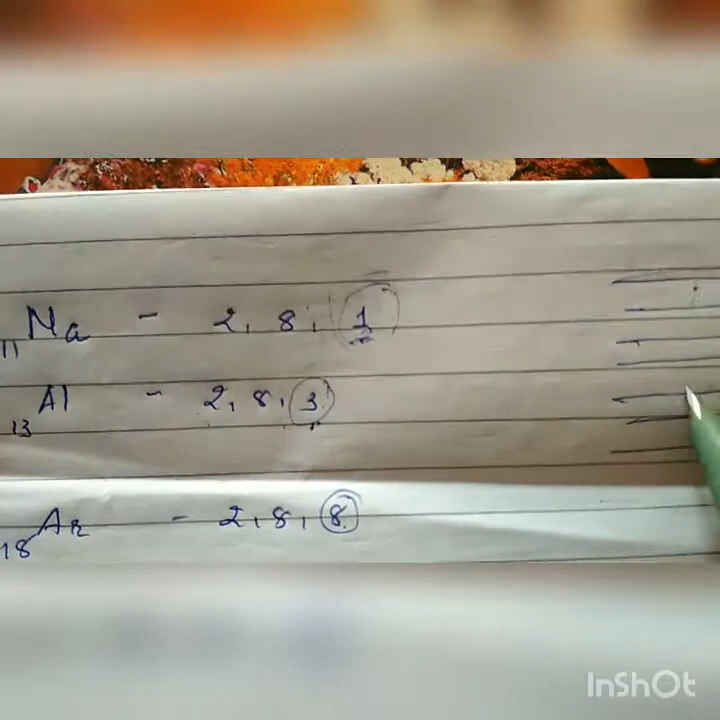 11Na - 2, 8, 1
13Al - 2, 8, 3
18Ar - 2, 8, 8
InShOt